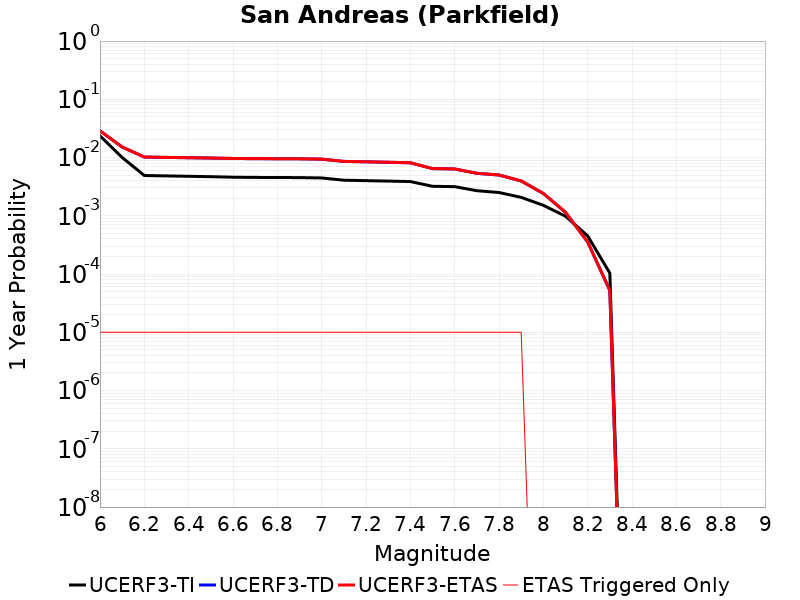 San Andreas (Parkfield)
10^0
10^-1
10^-2
10^-3
10^-4
10^-5
10^-6
10^-7
10^-8
1 Year Probability
6 6.2 6.4 6.6 6.8 7 7.2 7.4 7.6 7.8 8 8.2 8.4 8.6 8.8 9
Magnitude
UCERF3-TI UCERF3-TD UCERF3-ETAS ETAS Triggered Only